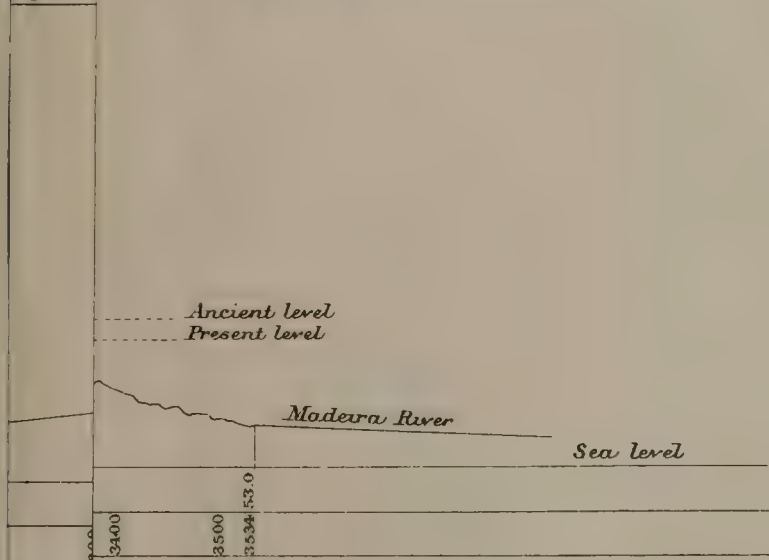 Ancient level
Present level
Madeira River
Sea level
53.0
3400
3500
3534